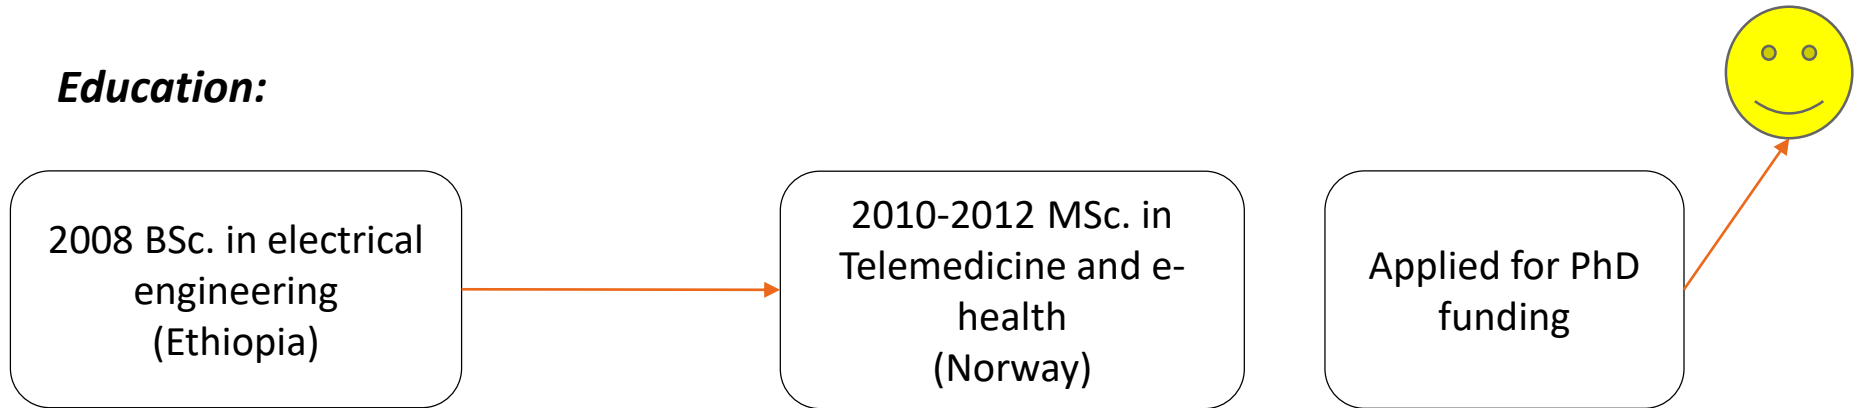 Education:
2008 BSc. in electrical
engineering
(Ethiopia)
2010-2012 MSc. in
Telemedicine and e-
health
(Norway)
Applied for PhD
funding